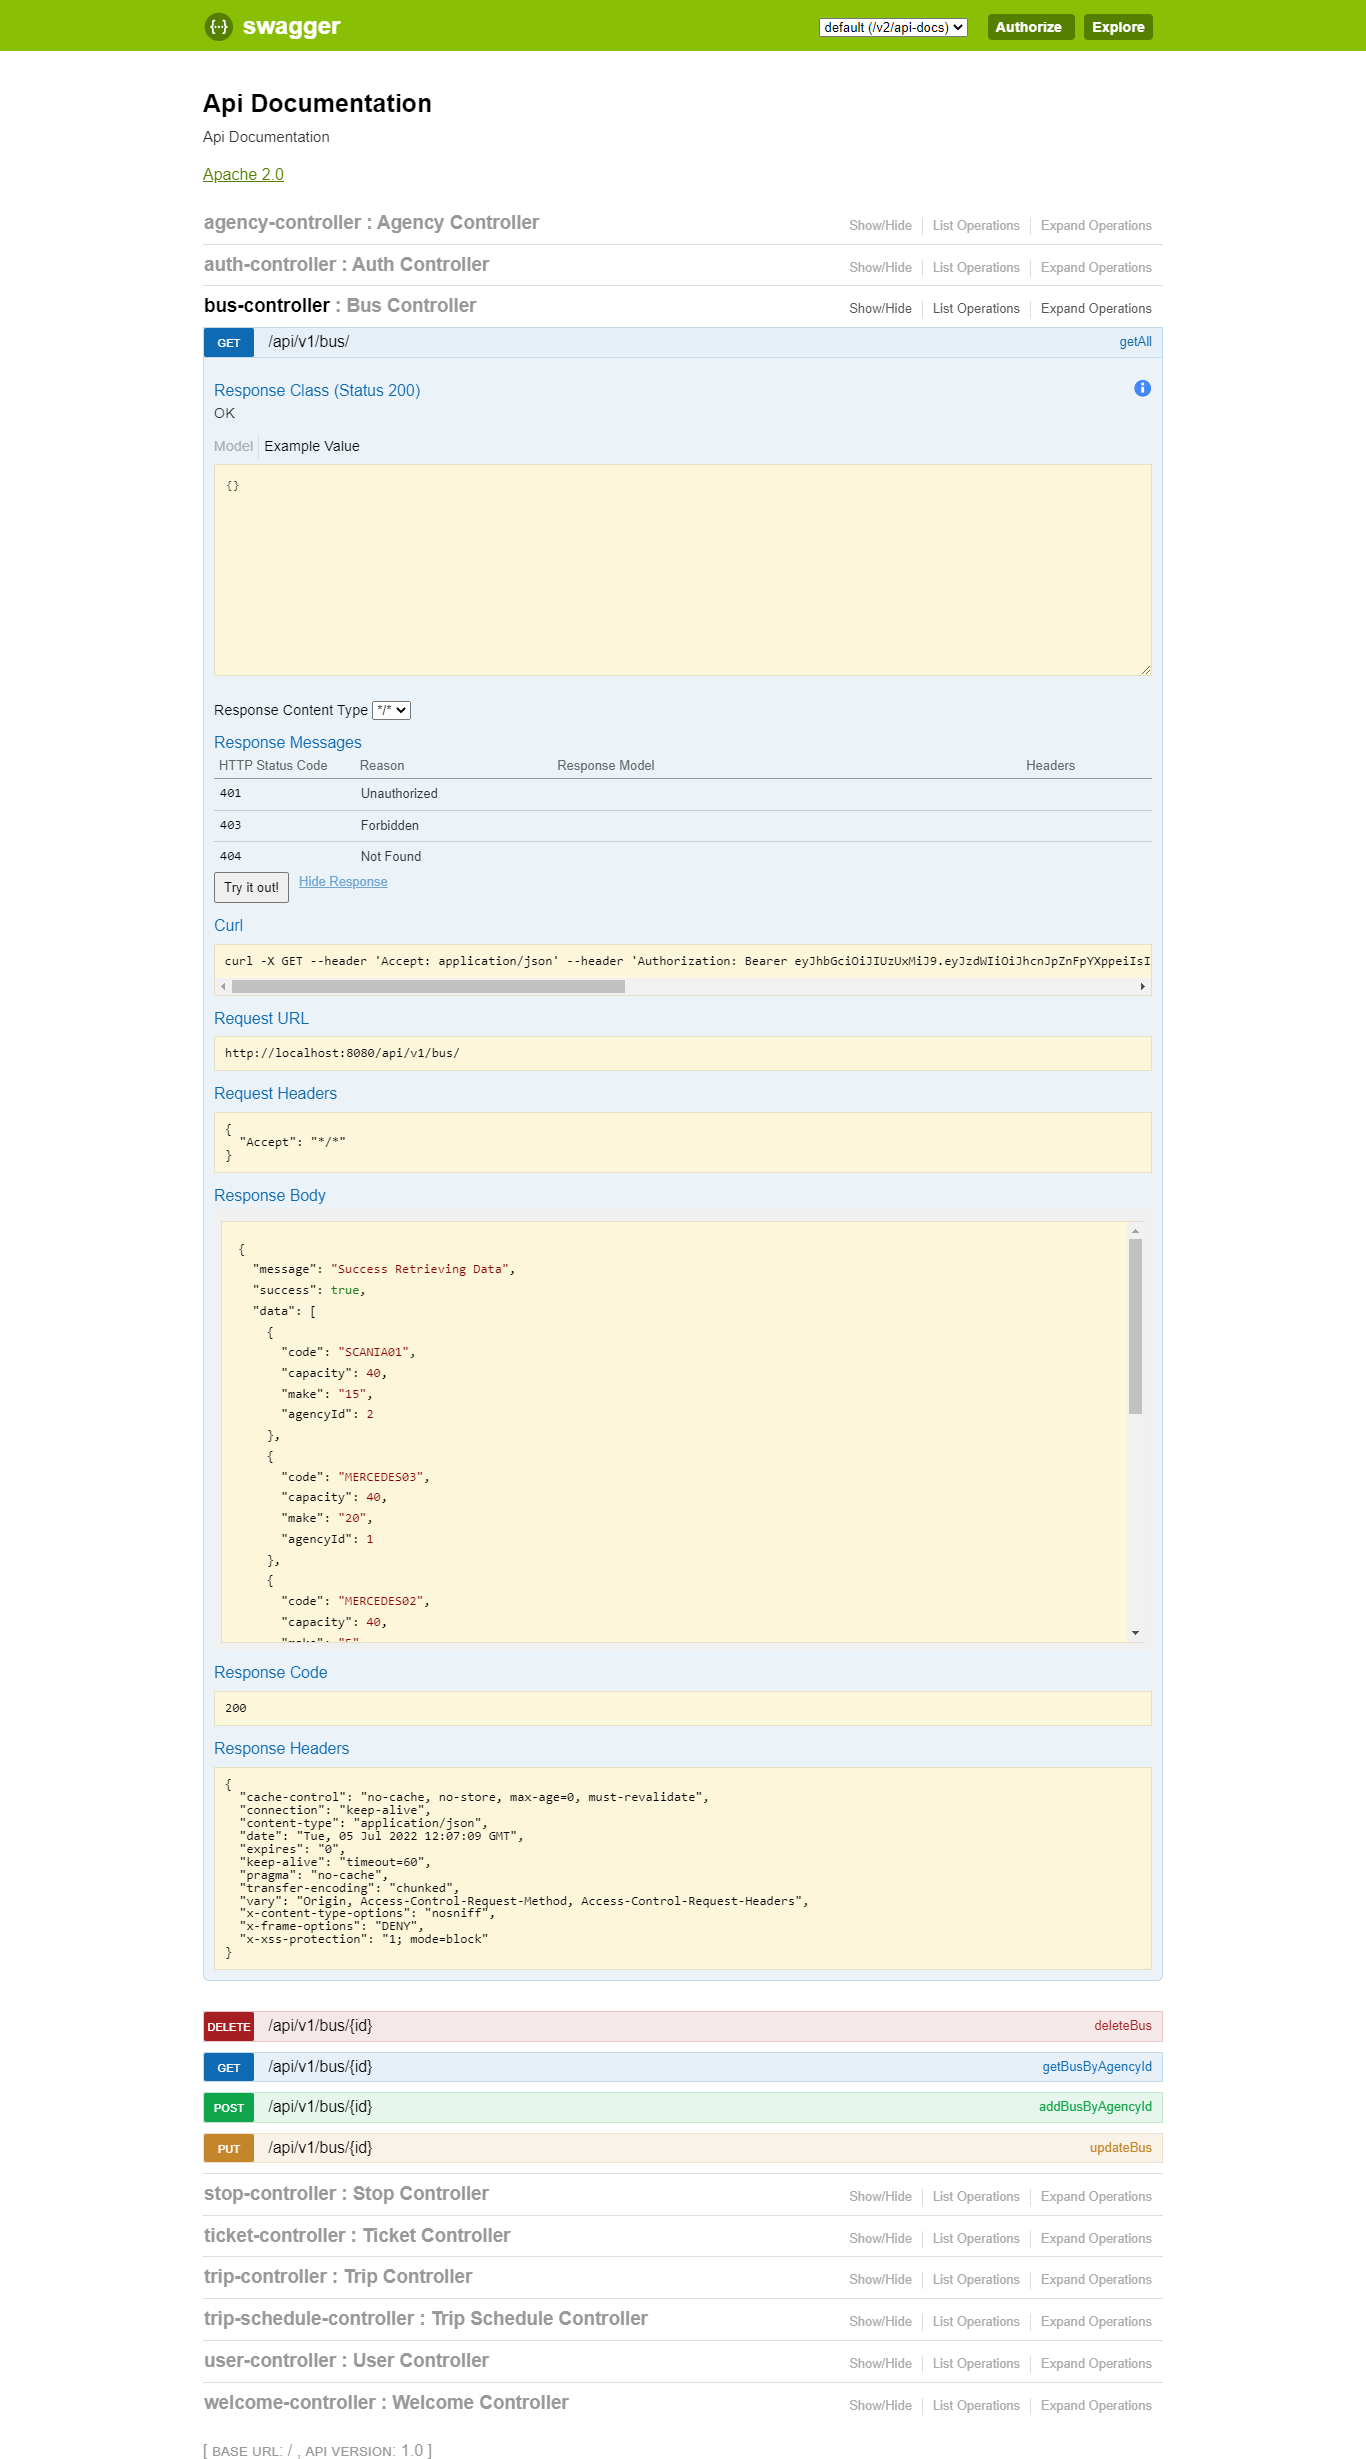 swagger
default (/v2/api-docs)
Authorize
Explore
Api Documentation
Api Documentation
Apache 2.0
agency-controller : Agency Controller
Show/Hide
List Operations
Expand Operations
auth-controller : Auth Controller
Show/Hide
List Operations
Expand Operations
bus-controller : Bus Controller
Show/Hide
List Operations
Expand Operations
GET /api/v1/bus/
getAll
Response Class (Status 200)
OK
Model
Example Value
{}
Response Content Type */*
Response Messages
HTTP Status Code
Reason
Response Model
Headers
401
Unauthorized
403
Forbidden
404
Not Found
Try it out!
Hide Response
Curl
curl -X GET --header 'Accept: application/json' --header 'Authorization: Bearer eyJhbGciOiJIUzUxMiJ9.eyJzdWIiOiJhcnJpZnFpYXppeiIsI
Request URL
http://localhost:8080/api/v1/bus/
Request Headers
{
"Accept": "*/*"
}
Response Body
{
"message": "Success Retrieving Data",
"success": true,
"data": [
{
"code": "SCANIA01",
"capacity": 40,
"make": "15",
"agencyId": 2
},
{
"code": "MERCEDES03",
"capacity": 40,
"make": "20",
"agencyId": 1
},
{
"code": "MERCEDES02",
"capacity": 40,
"make": "5"
Response Code
200
Response Headers
{
"cache-control": "no-cache, no-store, max-age=0, must-revalidate",
"connection": "keep-alive",
"content-type": "application/json",
"date": "Tue, 05 Jul 2022 12:07:09 GMT",
"expires": "0",
"keep-alive": "timeout=60",
"pragma": "no-cache",
"transfer-encoding": "chunked",
"vary": "Origin, Access-Control-Request-Method, Access-Control-Request-Headers",
"x-content-type-options": "nosniff",
"x-frame-options": "DENY",
"x-xss-protection": "1; mode=block"
}
DELETE /api/v1/bus/{id}
deleteBus
GET /api/v1/bus/{id}
getBusByAgencyId
POST /api/v1/bus/{id}
addBusByAgencyId
PUT /api/v1/bus/{id}
updateBus
stop-controller : Stop Controller
Show/Hide
List Operations
Expand Operations
ticket-controller : Ticket Controller
Show/Hide
List Operations
Expand Operations
trip-controller : Trip Controller
Show/Hide
List Operations
Expand Operations
trip-schedule-controller : Trip Schedule Controller
Show/Hide
List Operations
Expand Operations
user-controller : User Controller
Show/Hide
List Operations
Expand Operations
welcome-controller : Welcome Controller
Show/Hide
List Operations
Expand Operations
[ BASE URL: / , API VERSION: 1.0 ]